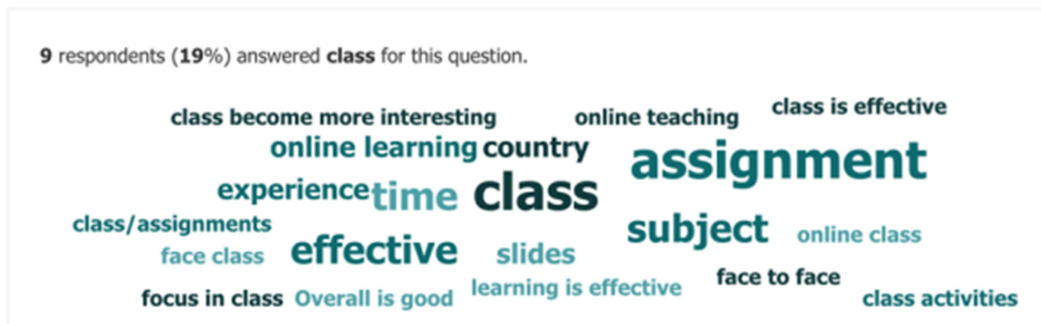 9 respondents (19%) answered class for this question.
class become more interesting online teaching class is effective
online learning country assignment
experience time class
class/assignments subject online class
face class effective slides
focus in class Overall is good learning is effective face to face class activities